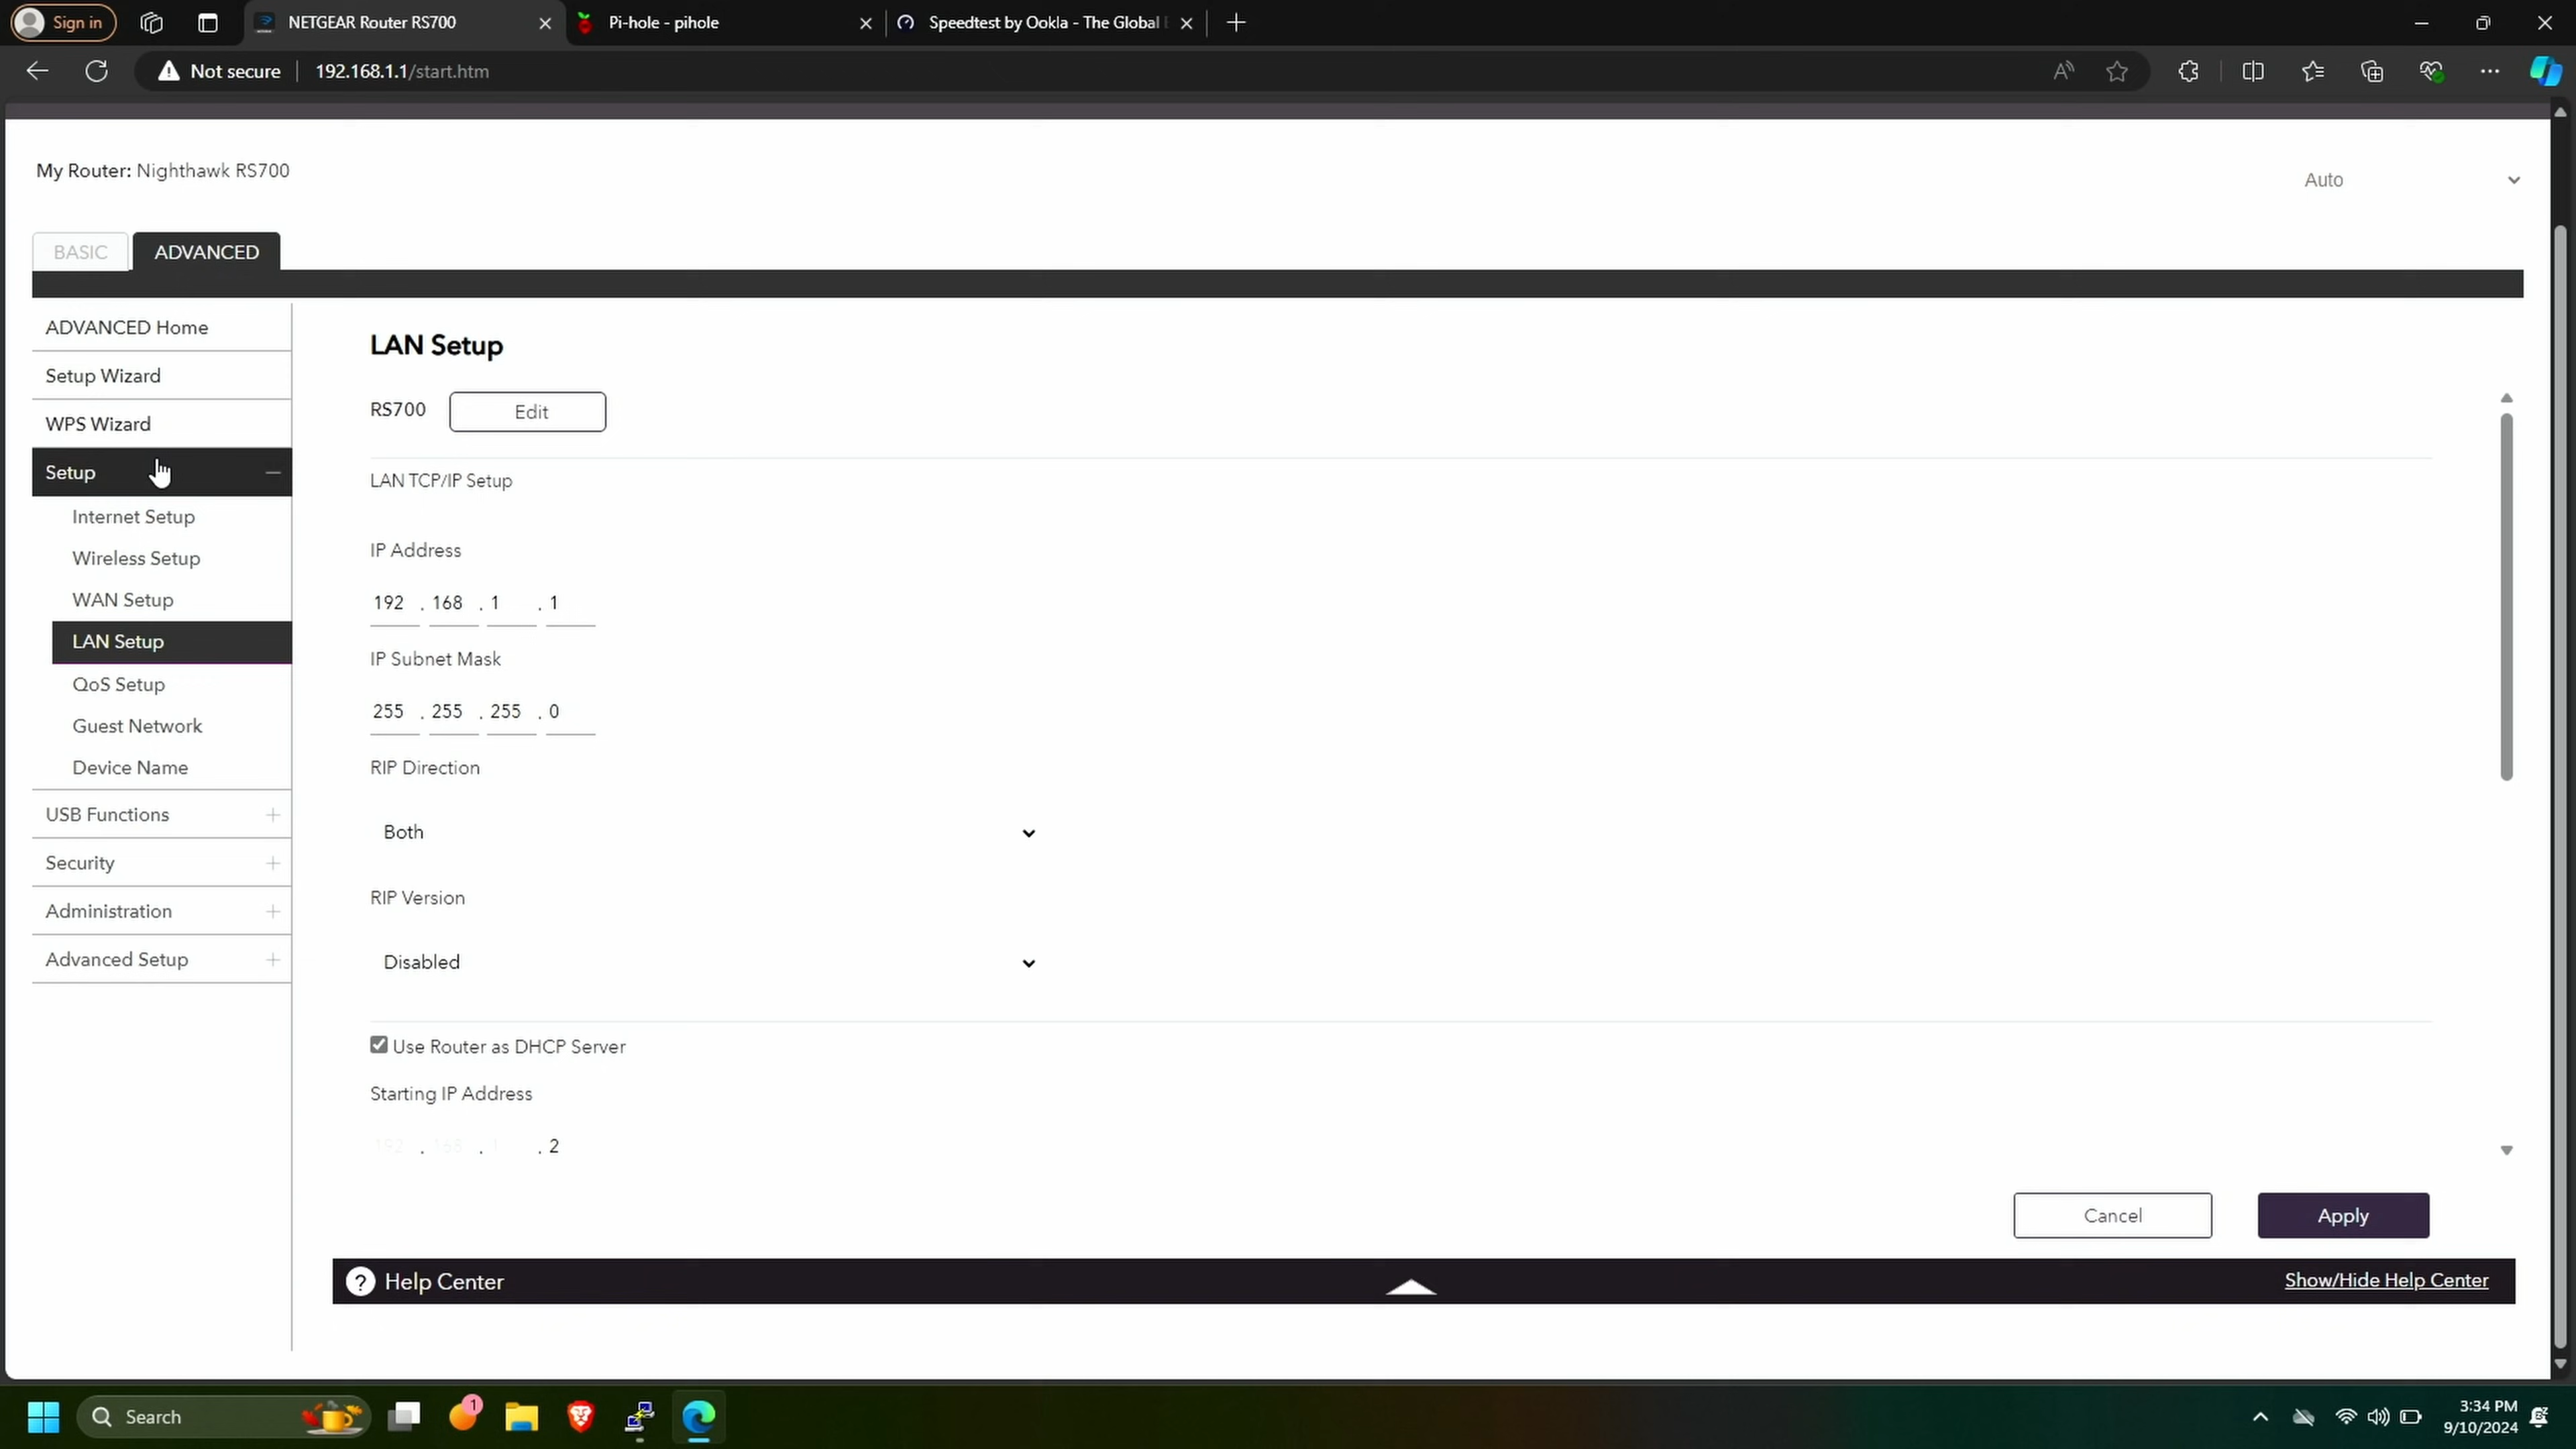 Sign in
NETGEAR Router RS700
Pi-hole - pihole
Speedtest by Ookla - The Global
Not secure
192.168.1.1/start.htm
My Router: Nighthawk RS700
Auto
BASIC
ADVANCED
ADVANCED Home
Setup Wizard
WPS Wizard
Setup
Internet Setup
Wireless Setup
WAN Setup
LAN Setup
QoS Setup
Guest Network
Device Name
USB Functions
Security
Administration
Advanced Setup
LAN Setup
RS700
Edit
LAN TCP/IP Setup
IP Address
192 . 168 . 1 . 1
IP Subnet Mask
255 . 255 . 255 . 0
RIP Direction
Both
RIP Version
Disabled
Use Router as DHCP Server
Starting IP Address
192 . 168 . 1 . 2
Cancel
Apply
? Help Center
Show/Hide Help Center
Search
1
3:34 PM
9/10/2024